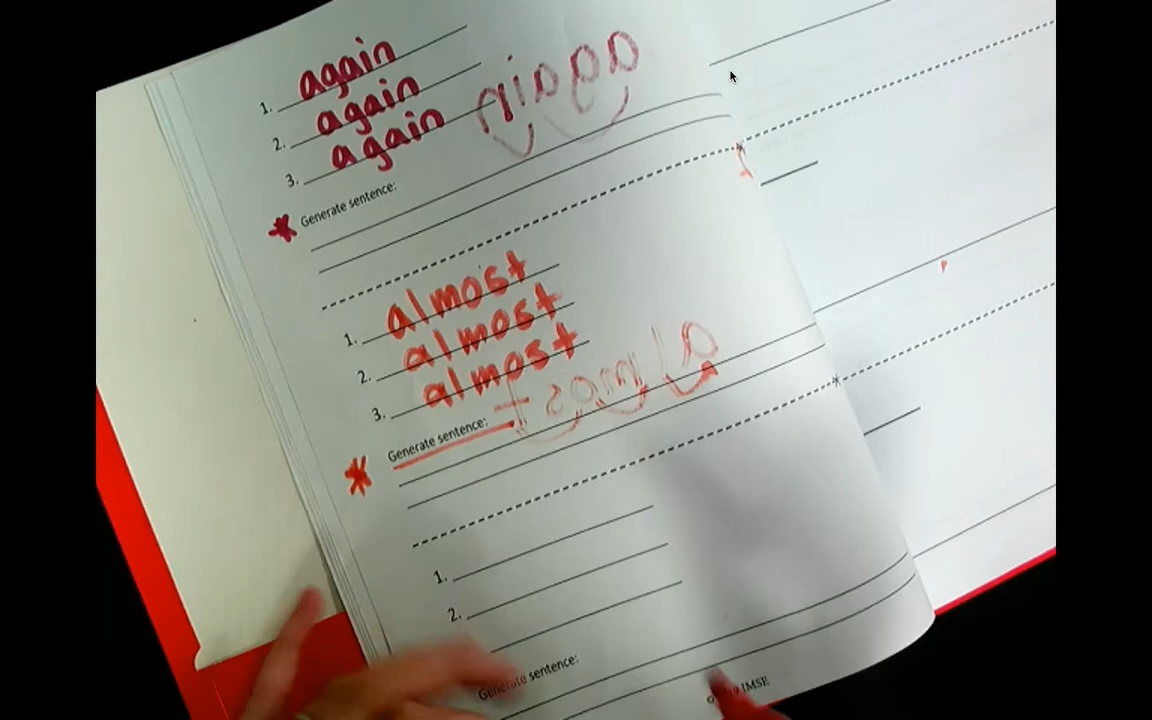 1. again
2. again
3. again
Generate sentence:
1. almost
2. almost
3. almost
Generate sentence:
1.
2.
Generate sentence:
IMSE